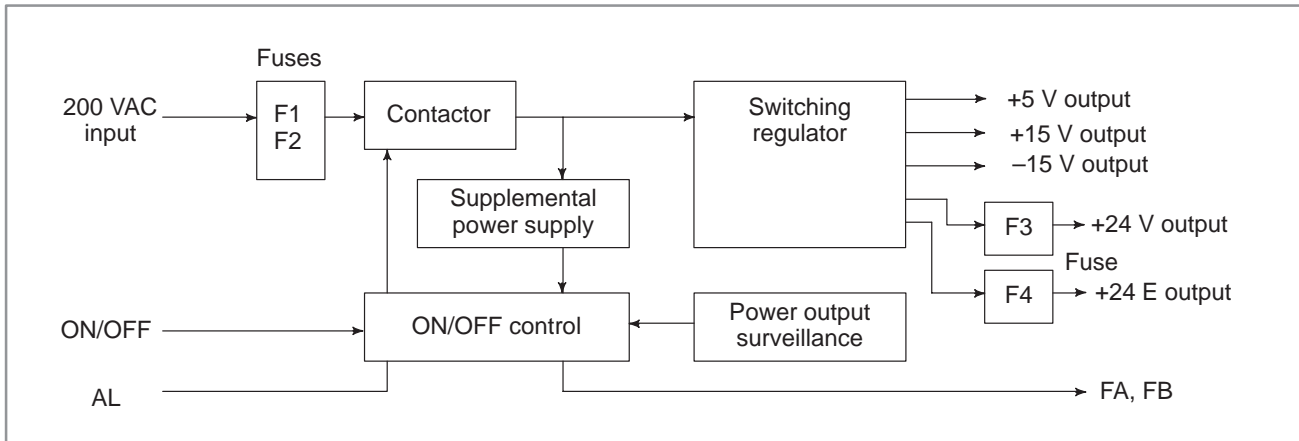 Fuses
200 VAC
input
F1
F2
Contactor
Switching
regulator
+5 V output
+15 V output
–15 V output
Supplemental
power supply
F3
+24 V output
Fuse
F4
+24 E output
ON/OFF
ON/OFF control
Power output
surveillance
AL
FA, FB